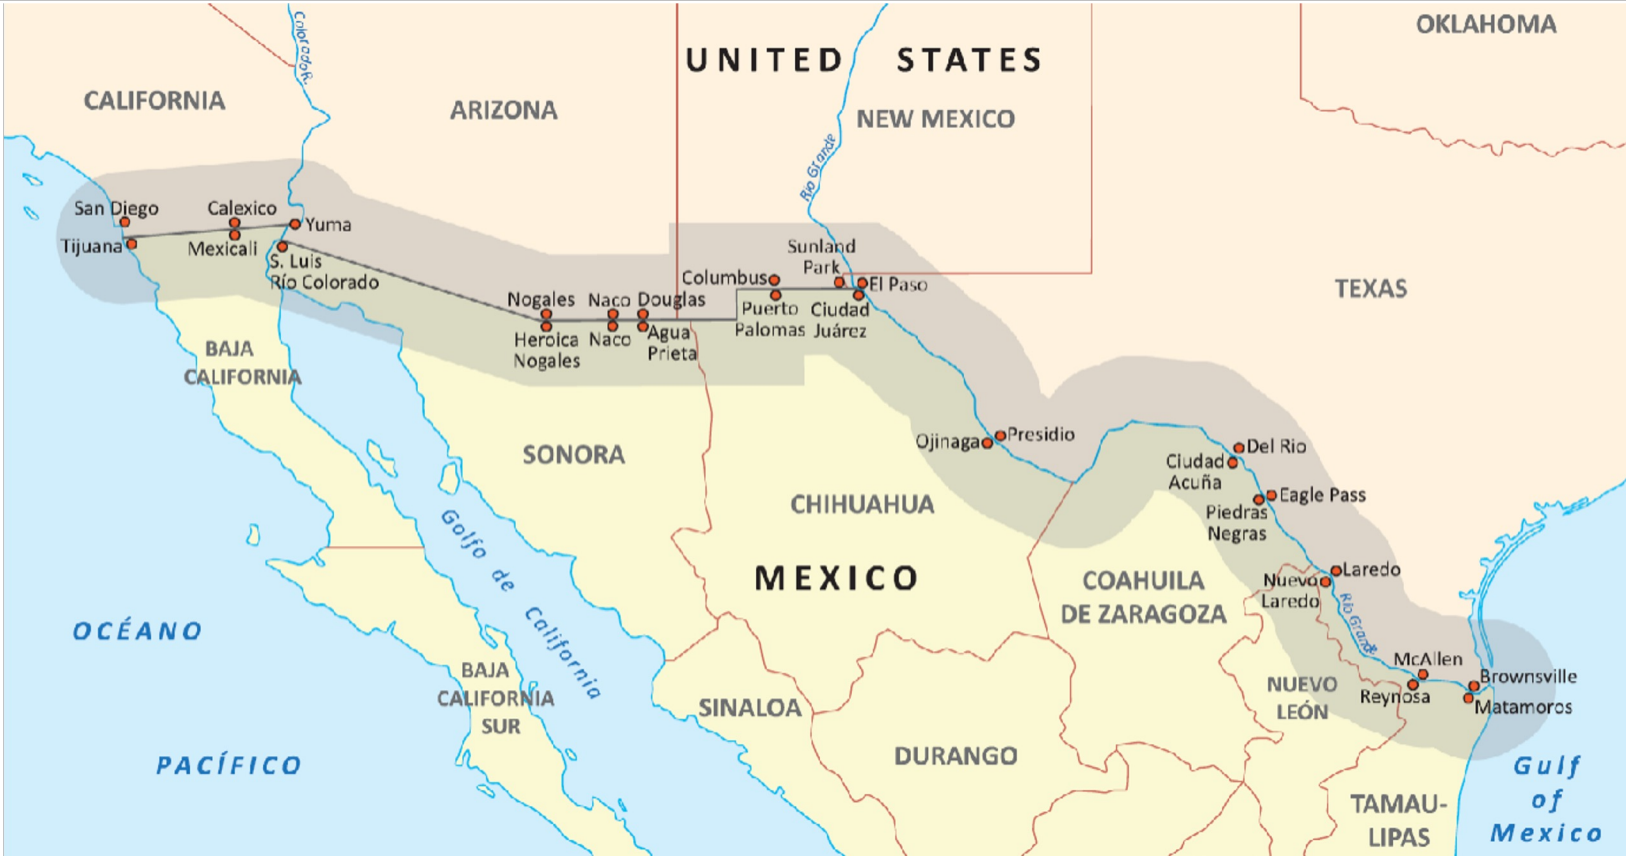 OKLAHOMA
Colorado R.
UNITED STATES
CALIFORNIA
ARIZONA
NEW MEXICO
Rio Grande
San Diego
Calexico
Yuma
Tijuana
Mexicali
S. Luis
Río Colorado
Sunland
Park
Columbus
El Paso
TEXAS
Nogales
Naco
Douglas
Puerto
Palomas
Ciudad
Juárez
Heroica
Nogales
Naco
Agua
Prieta
BAJA
CALIFORNIA
SONORA
Ojinaga
Presidio
Del Rio
Ciudad
Acuña
Eagle Pass
Piedras
Negras
CHIHUAHUA
Golfo de California
MEXICO
COAHUILA
DE ZARAGOZA
Nuevo
Laredo
Laredo
Rio Grande
OCÉANO
PACÍFICO
BAJA
CALIFORNIA
SUR
SINALOA
DURANGO
NUEVO
LEÓN
McAllen
Reynosa
Brownsville
Matamoros
Gulf
of
Mexico
TAMAU-
LIPAS